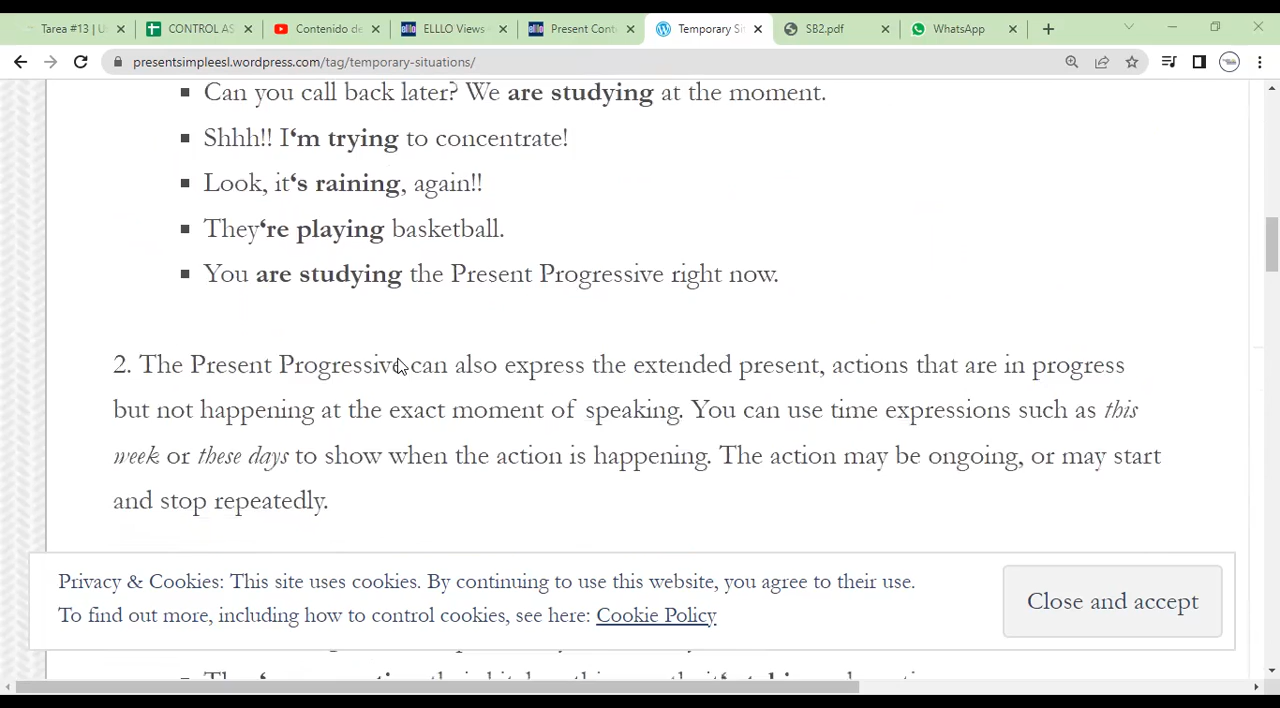 Tarea #13 | U
CONTROL AS
Contenido de
ELLLO Views
Present Cont
Temporary Sit
SB2.pdf
WhatsApp
presentsimpleesl.wordpress.com/tag/temporary-situations/
Can you call back later? We are studying at the moment.
Shhh!! I‘m trying to concentrate!
Look, it‘s raining, again!!
They‘re playing basketball.
You are studying the Present Progressive right now.
2. The Present Progressive can also express the extended present, actions that are in progress
but not happening at the exact moment of speaking. You can use time expressions such as this
week or these days to show when the action is happening. The action may be ongoing, or may start
and stop repeatedly.
Privacy & Cookies: This site uses cookies. By continuing to use this website, you agree to their use.
To find out more, including how to control cookies, see here: Cookie Policy
Close and accept